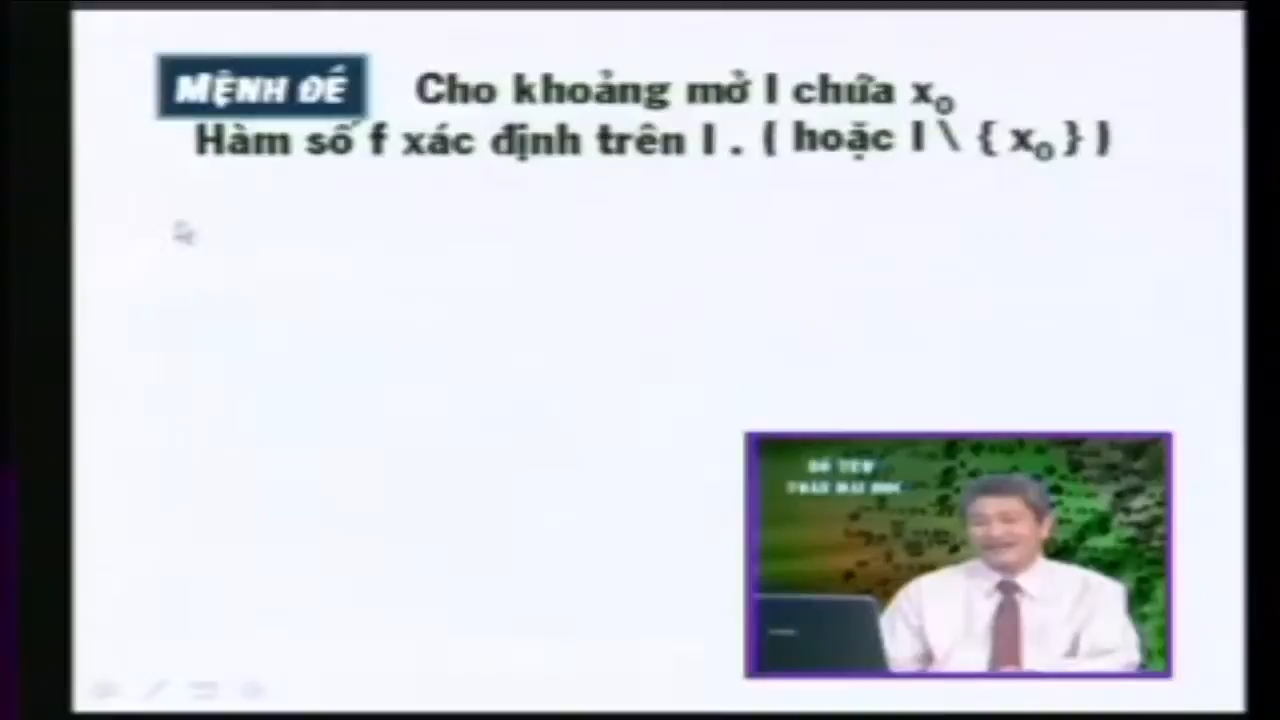 MỆNH ĐỀ Cho khoảng mở I chứa x₀
Hàm số f xác định trên I . ( hoặc I \ { x₀ } )